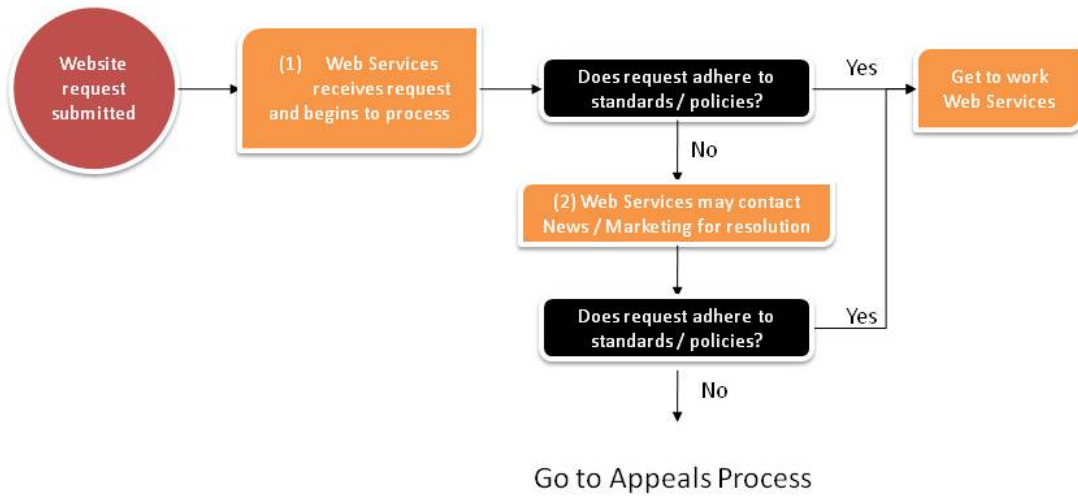 Website
request
submitted
(1) Web Services
receives request
and begins to process
Does request adhere to
standards / policies?
Yes
Get to work
Web Services
No
(2) Web Services may contact
News / Marketing for resolution
Does request adhere to
standards / policies?
Yes
No
Go to Appeals Process